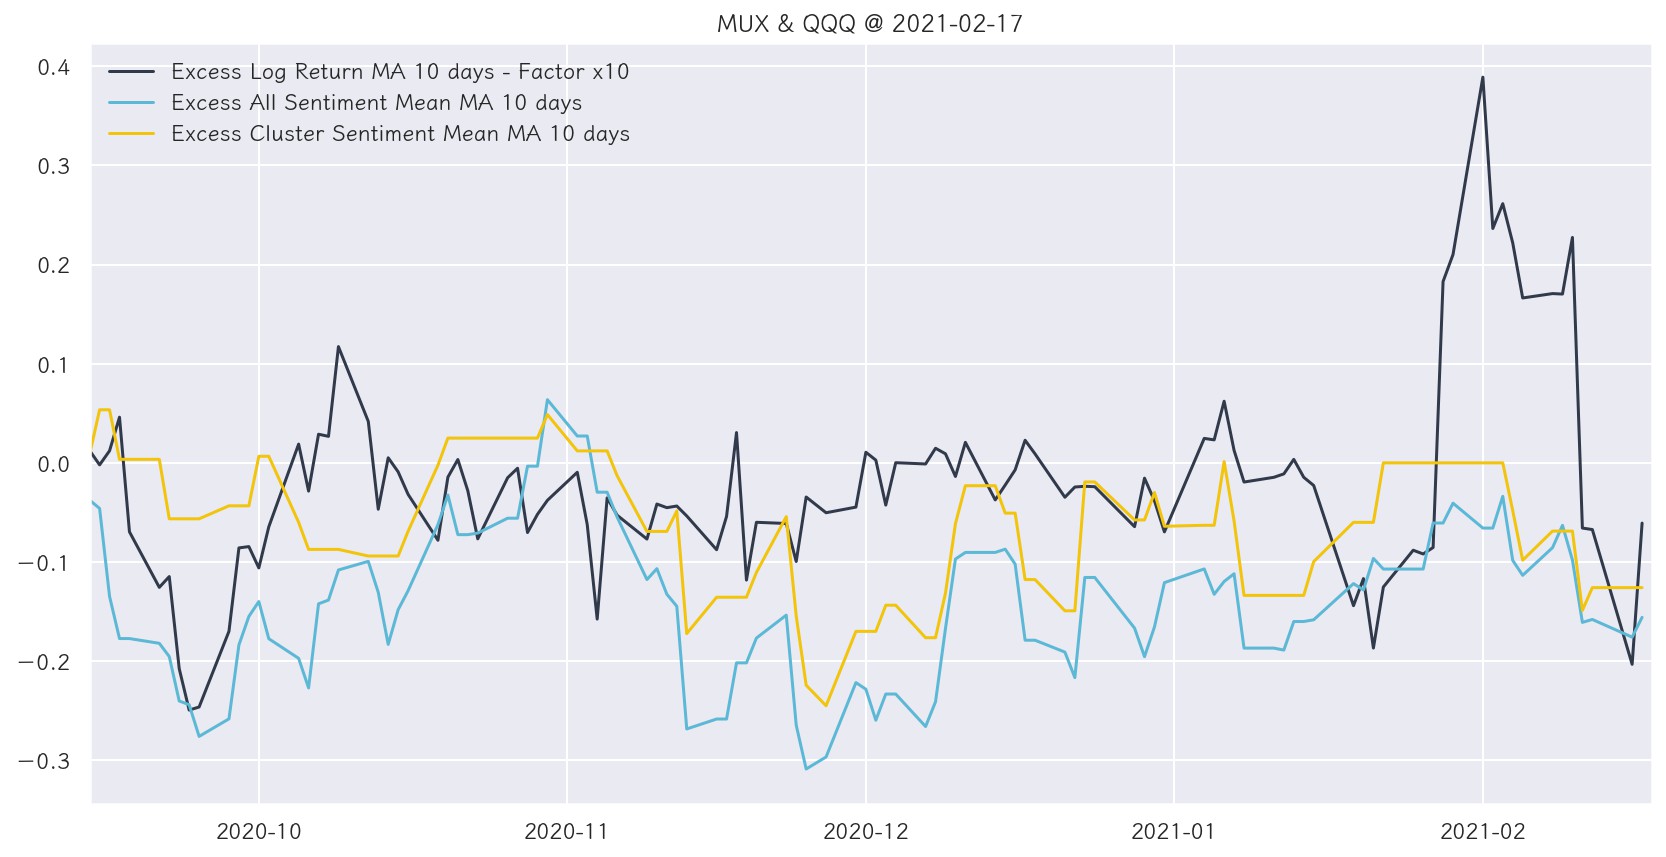 MUX & QQQ @ 2021-02-17
Excess Log Return MA 10 days - Factor x10
Excess All Sentiment Mean MA 10 days
Excess Cluster Sentiment Mean MA 10 days
0.4
0.3
0.2
0.1
0.0
−0.1
−0.2
−0.3
2020-10 2020-11 2020-12 2021-01 2021-02